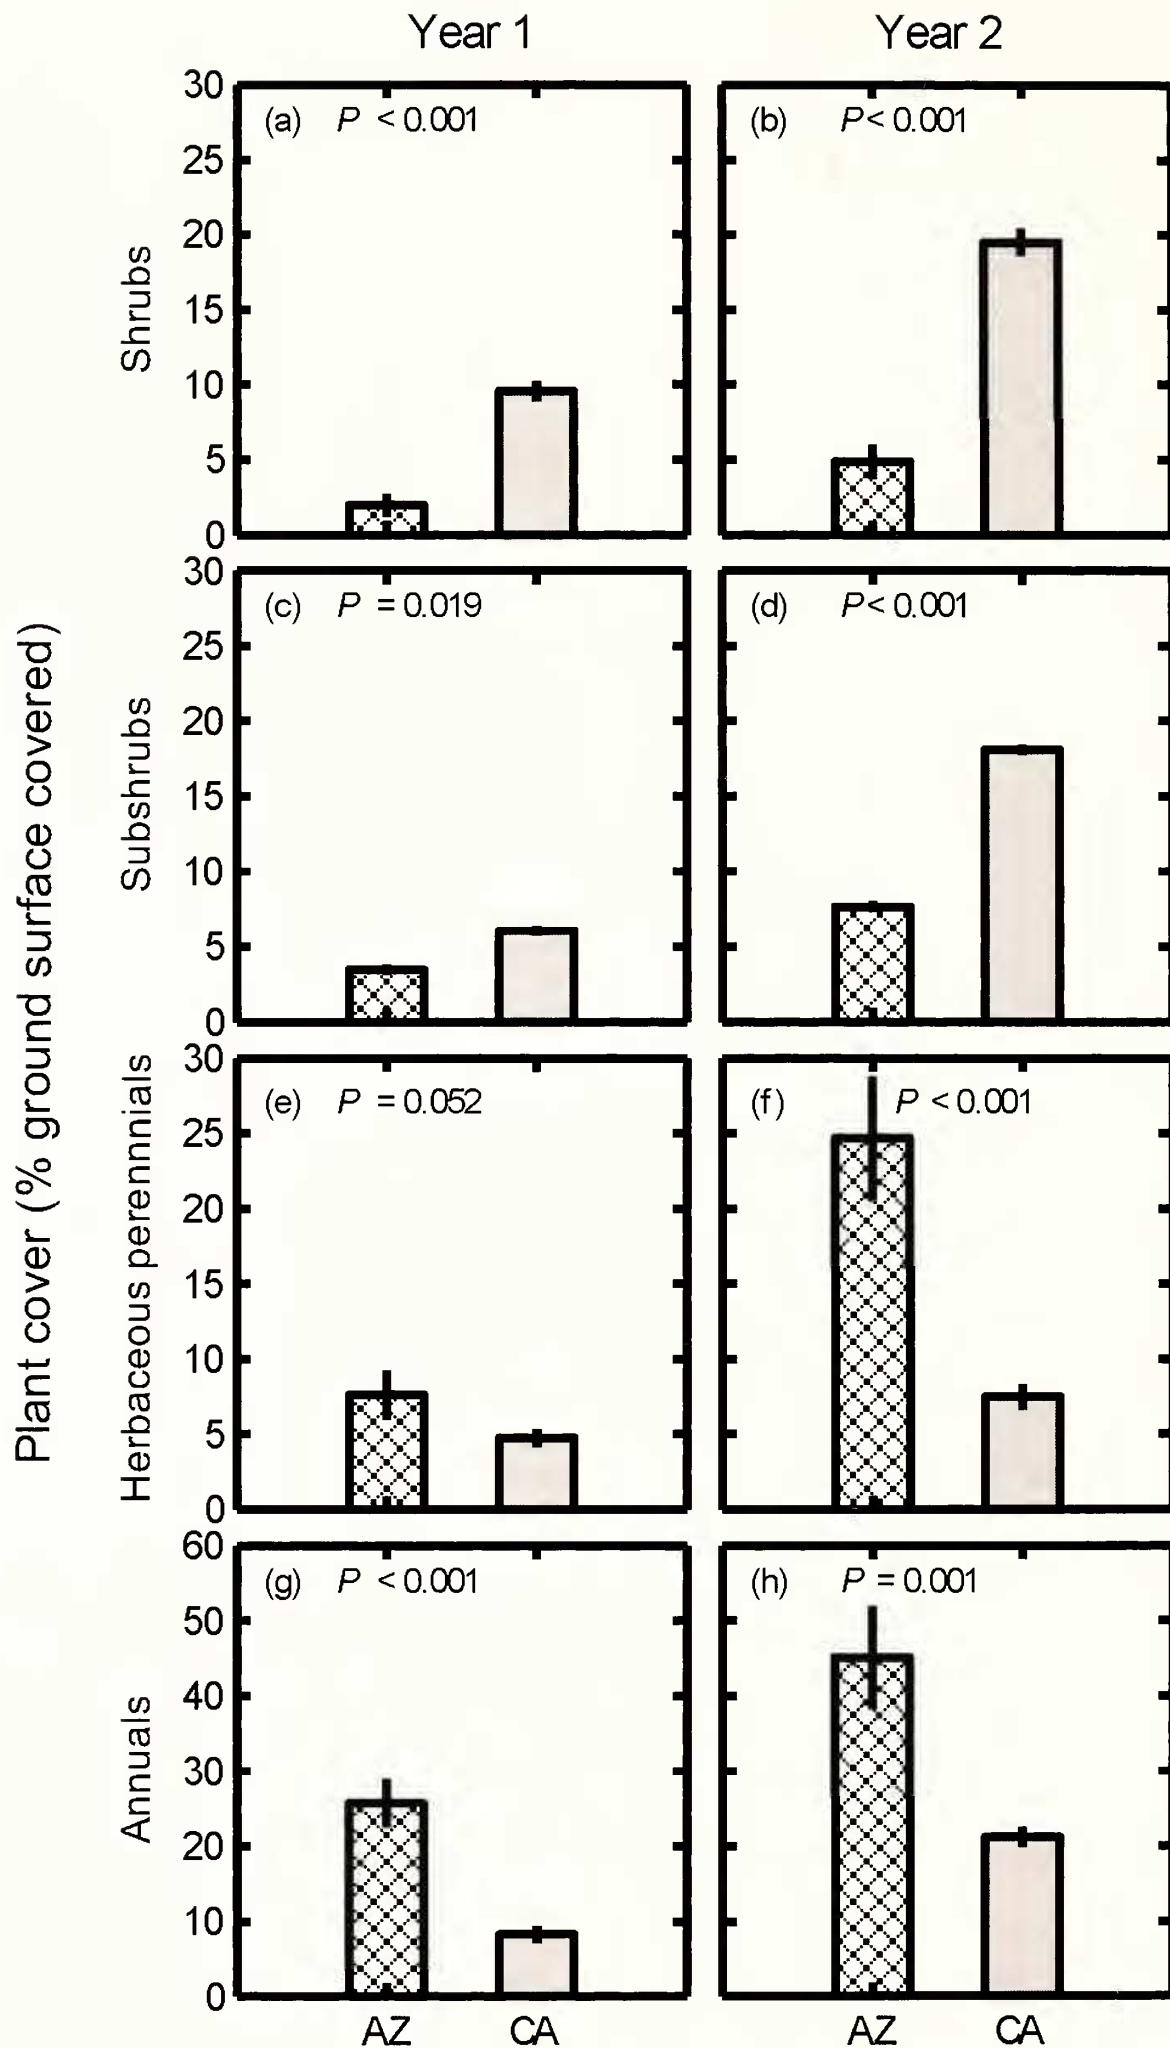 Year 1
Year 2
Plant cover (% ground surface covered)
Shrubs
30
25
20
15
10
5
0
(a) P < 0.001
(b) P < 0.001
Subshrubs
30
25
20
15
10
5
0
(c) P = 0.019
(d) P < 0.001
Herbaceous perennnials
30
25
20
15
10
5
0
(e) P = 0.052
(f) P < 0.001
Annuals
60
50
40
30
20
10
0
(g) P < 0.001
(h) P = 0.001
AZ CA
AZ CA